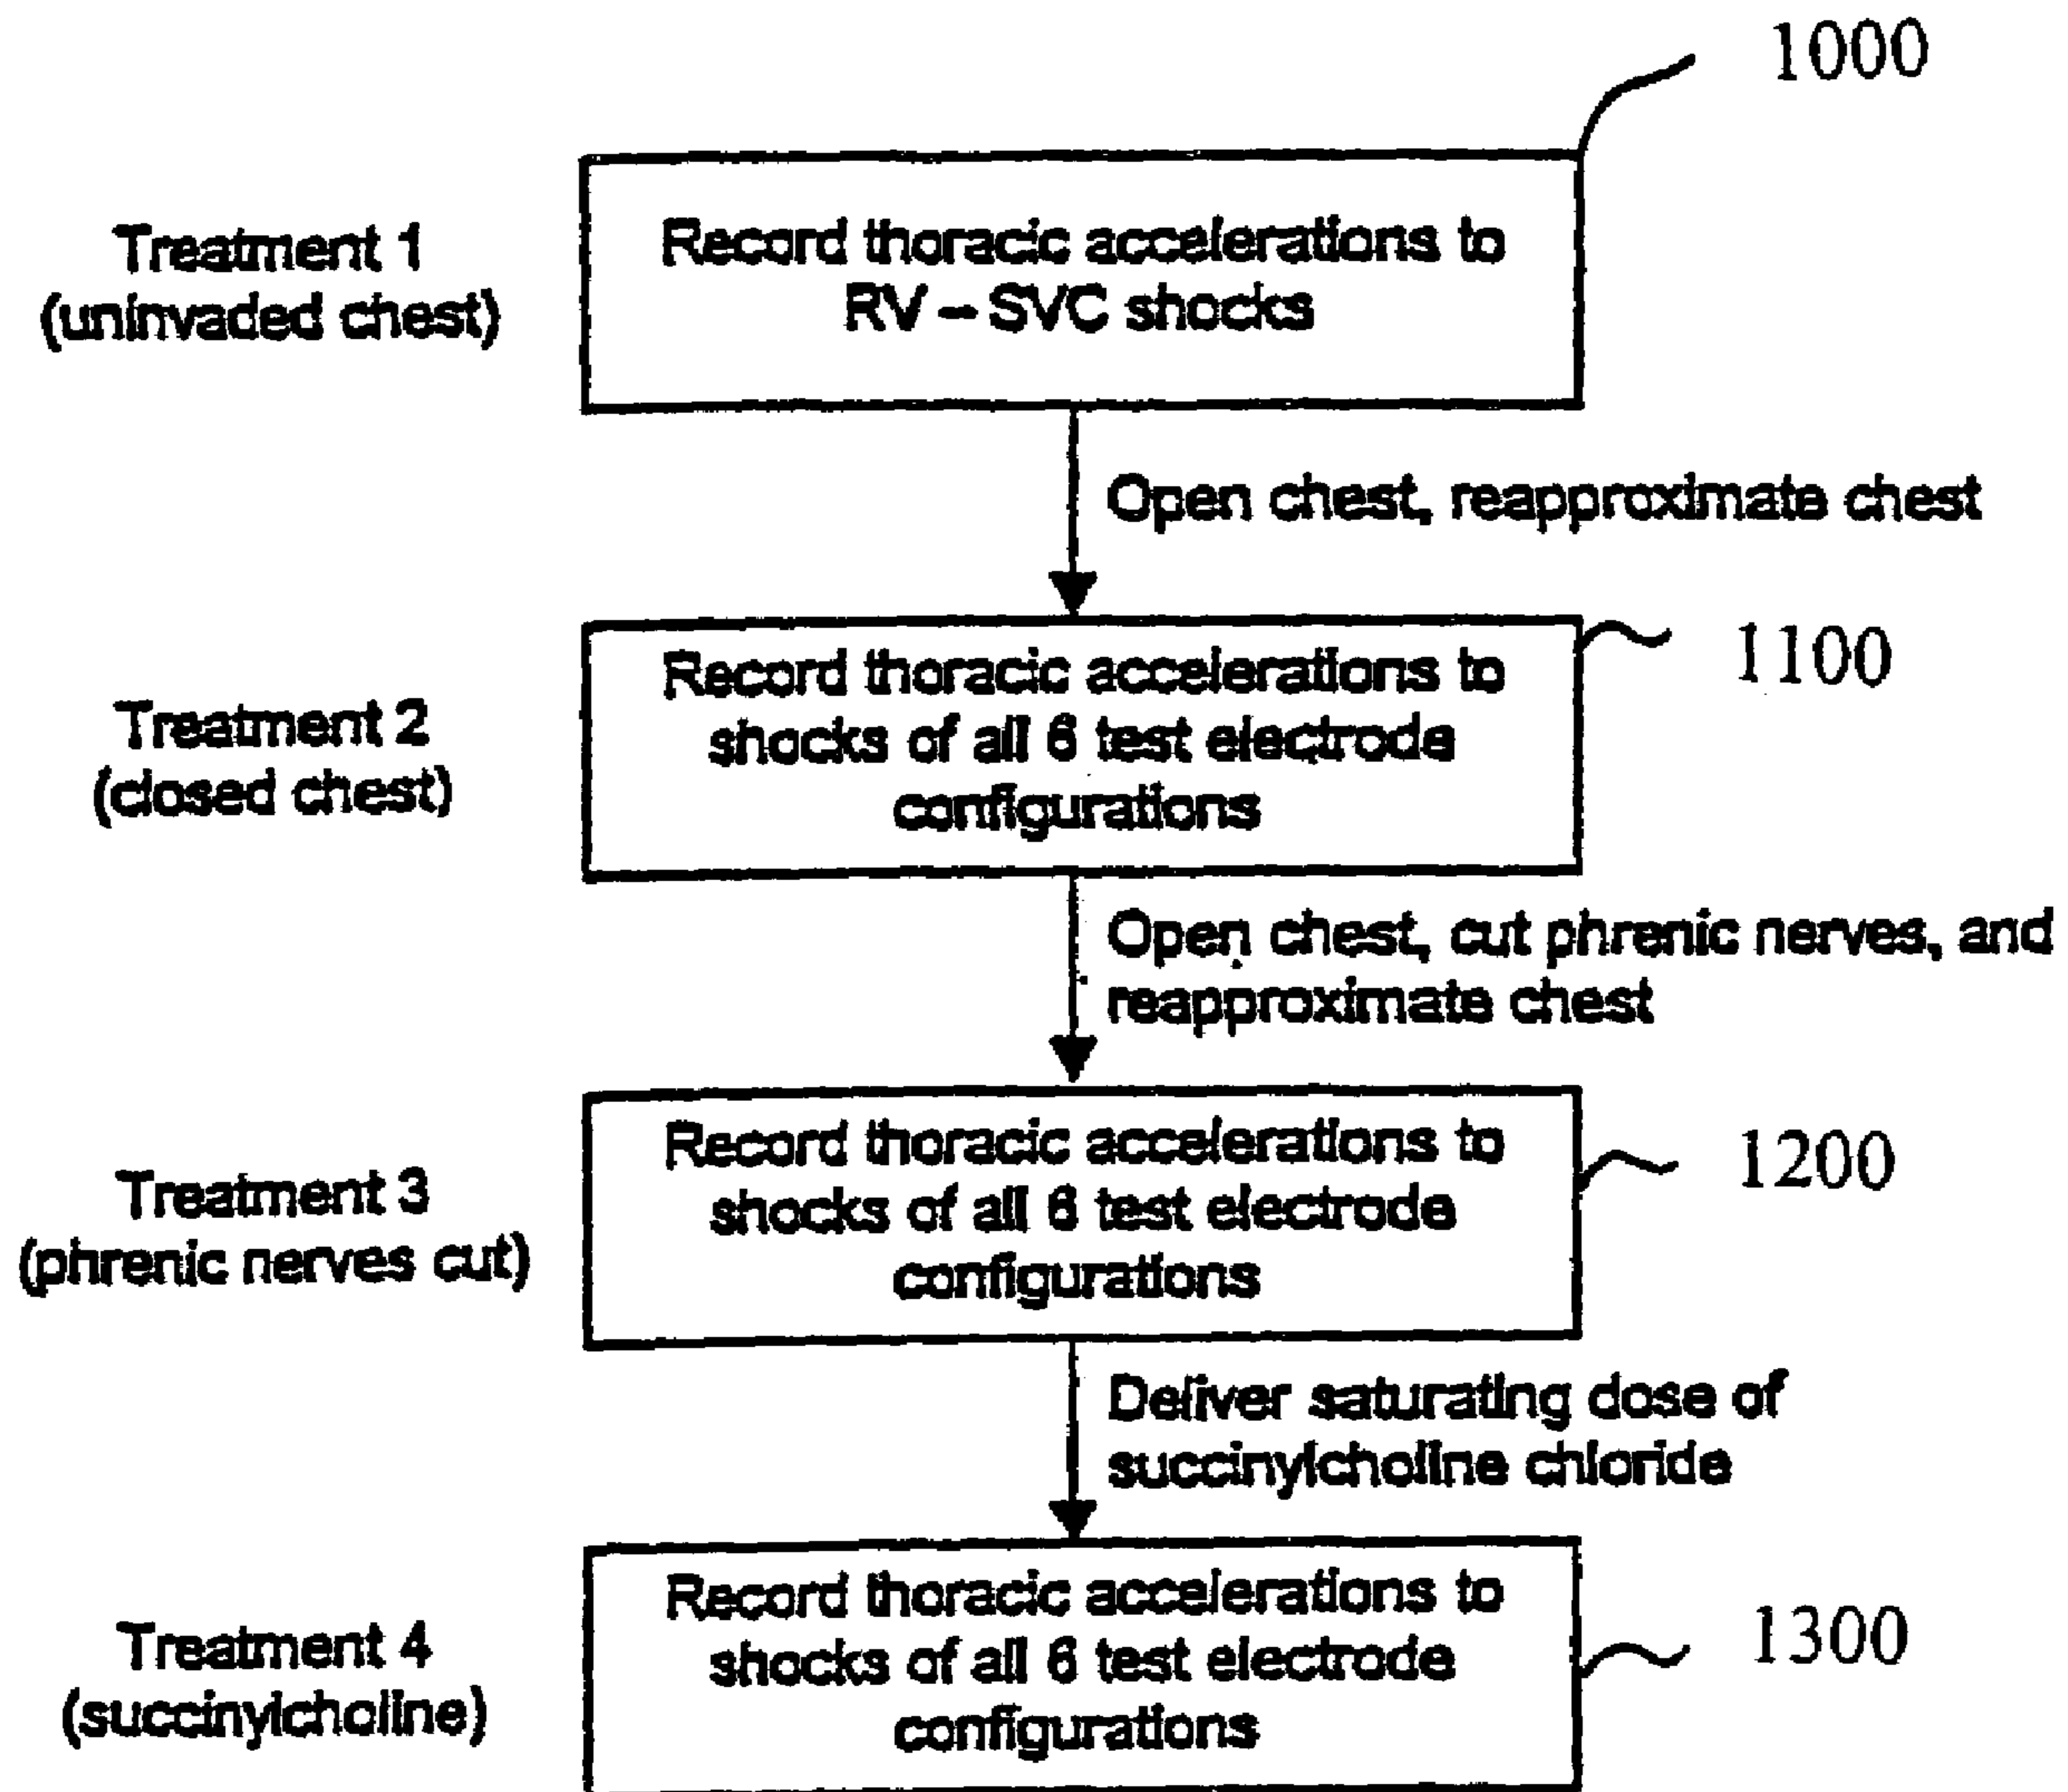 1000
Treatment 1
(uninvaded chest)
Record thoracic accelerations to
RV – SVC shocks
Open chest, reapproximate chest
1100
Treatment 2
(closed chest)
Record thoracic accelerations to
shocks of all 6 test electrode
configurations
Open chest, cut phrenic nerves, and
reapproximate chest
1200
Treatment 3
(phrenic nerves cut)
Record thoracic accelerations to
shocks of all 6 test electrode
configurations
Deliver saturating dose of
succinylcholine chloride
1300
Treatment 4
(succinylcholine)
Record thoracic accelerations to
shocks of all 6 test electrode
configurations